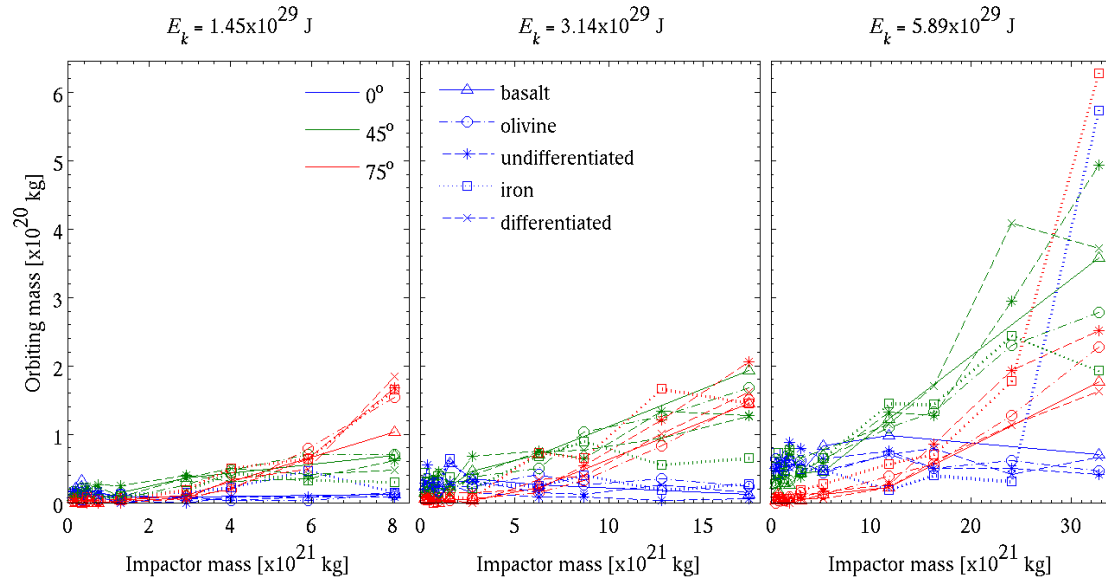 E_k = 1.45x10^29 J
E_k = 3.14x10^29 J
E_k = 5.89x10^29 J
0º
45º
75º
basalt
olivine
undifferentiated
iron
differentiated
Orbiting mass [x10^20 kg]
6
5
4
3
2
1
0
0 2 4 6 8
0 5 10 15
0 10 20 30
Impactor mass [x10^21 kg]
Impactor mass [x10^21 kg]
Impactor mass [x10^21 kg]